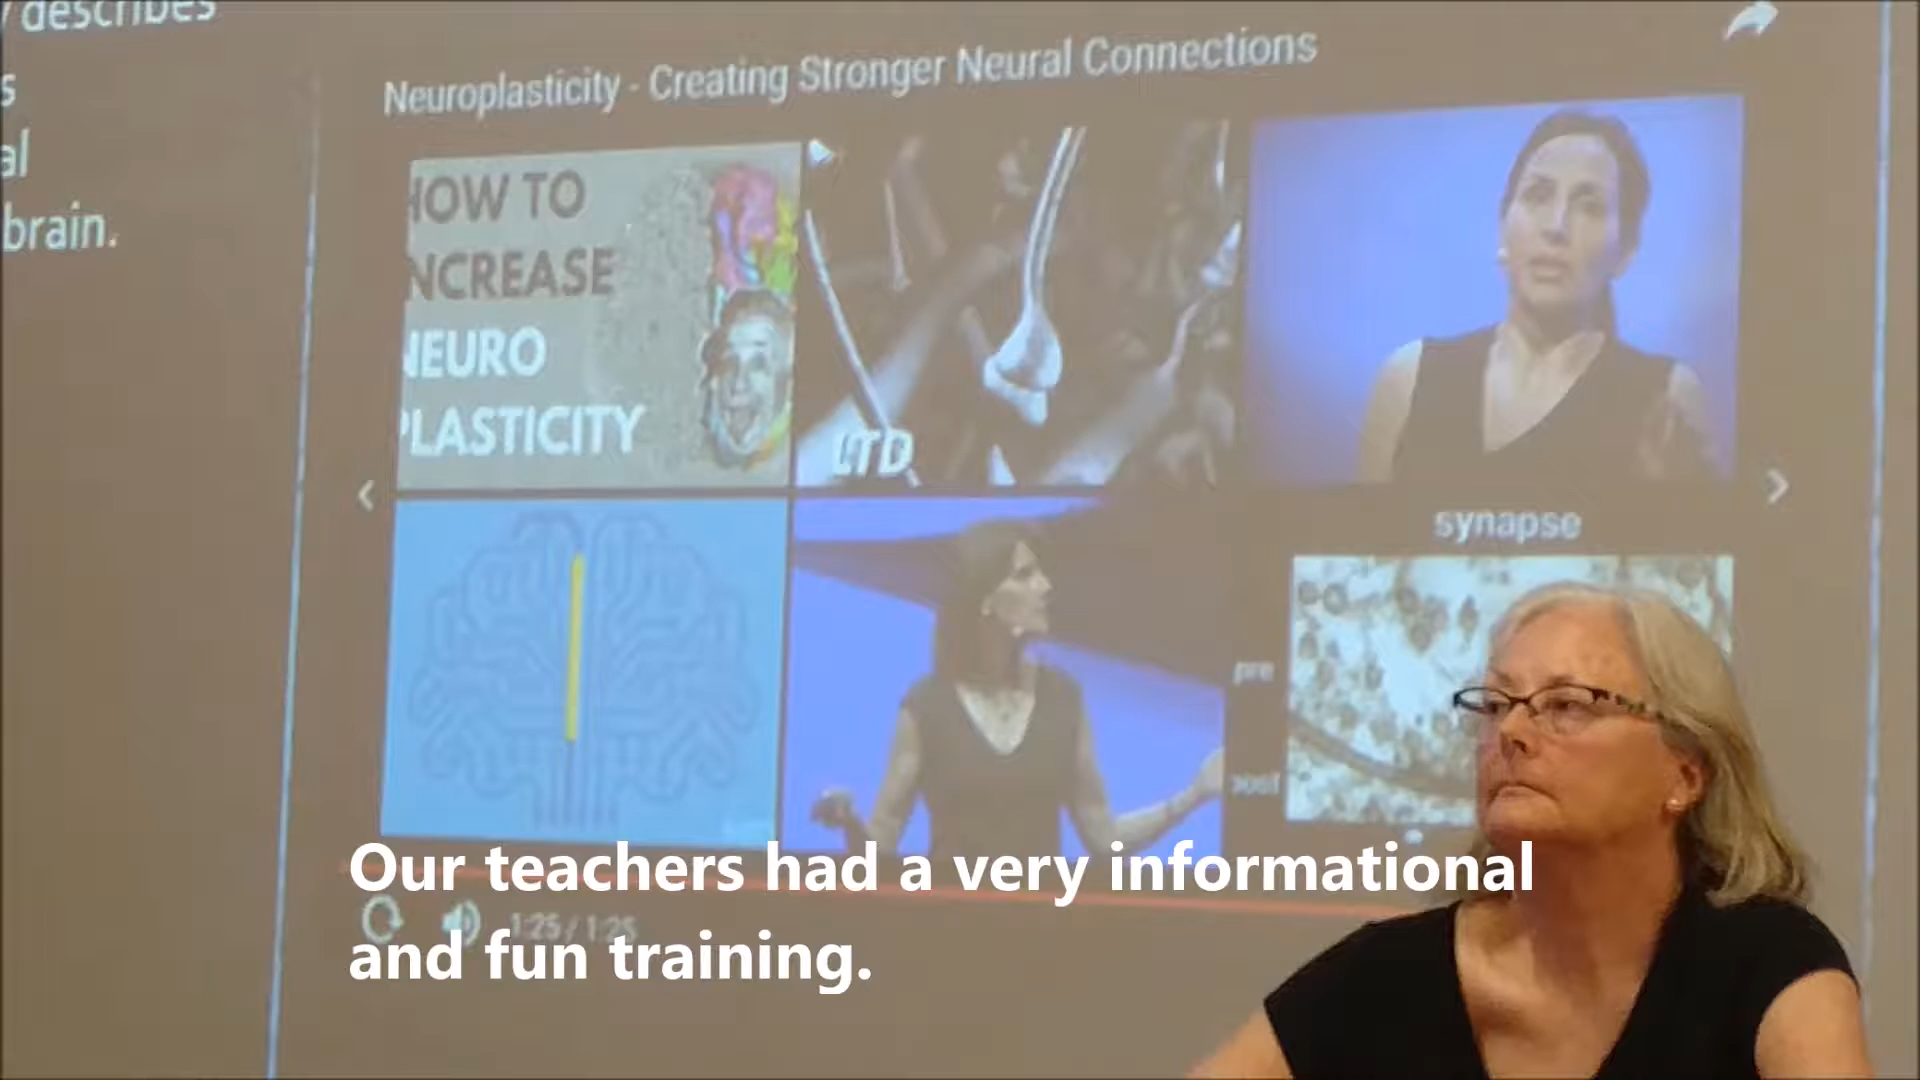 describes
s
al
brain.
Neuroplasticity - Creating Stronger Neural Connections
HOW TO
INCREASE
NEURO
PLASTICITY
LTD
synapse
pre
post
1:25 / 1:25
Our teachers had a very informational
and fun training.